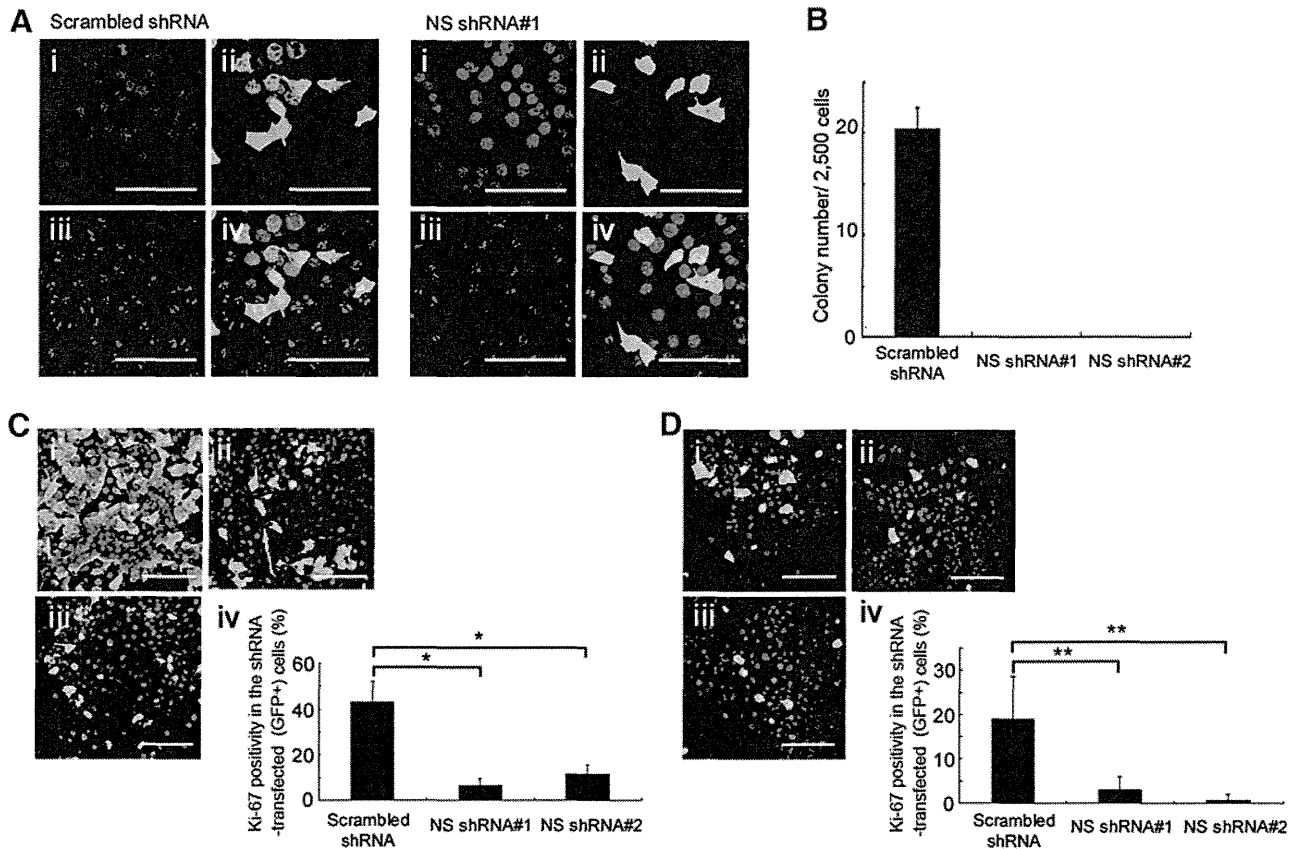 A
Scrambled shRNA
NS shRNA#1
i
ii
i
ii
iii
iv
iii
iv
B
Colony number/ 2,500 cells
20
10
0
Scrambled
shRNA
NS shRNA#1
NS shRNA#2
C
i
ii
iii
iv
Ki-67 positivity in the shRNA
-transfected (GFP+) cells (%)
60
40
20
0
*
*
Scrambled
shRNA
NS shRNA#1
NS shRNA#2
D
i
ii
iii
iv
Ki-67 positivity in the shRNA
-transfected (GFP+) cells (%)
30
20
10
0
**
**
Scrambled
shRNA
NS shRNA#1
NS shRNA#2